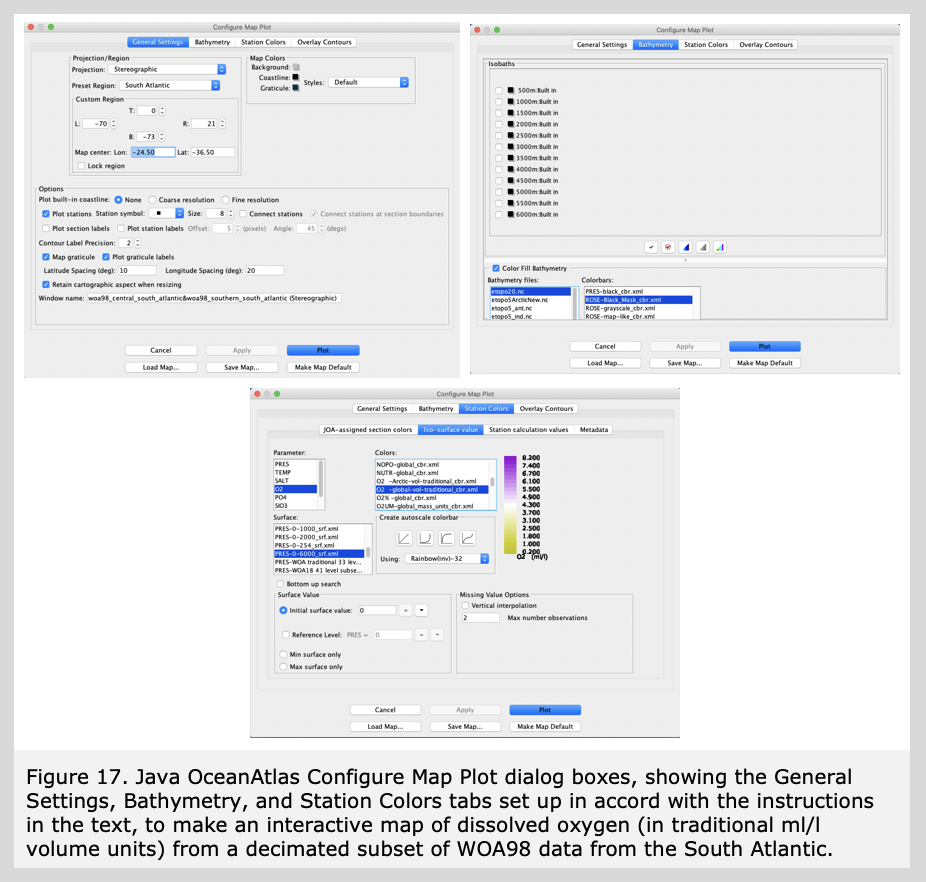 Configure Map Plot
General Settings Bathymetry Station Colors Overlay Contours
Projection/Region
Projection: Stereographic
Preset Region: South Atlantic
Custom Region
T: 0
L: -70 R: 21
B: -73
Map center: Lon: -24.50 Lat: -36.50
Lock region
Map Colors
Background:
Coastline:
Graticule:
Styles: Default
Options
Plot built-in coastline: None Coarse resolution Fine resolution
Plot stations Station symbol: Size: 8 Connect stations Connect stations at section boundaries
Plot section labels Plot station labels Offset: 5 (pixels) Angle: 45 (degs)
Contour Label Precision: 2
Map graticule Plot graticule labels
Latitude Spacing (deg): 10 Longitude Spacing (deg): 20
Retain cartographic aspect when resizing
Window name: woa98_central_south_atlantic&woa98_southern_south_atlantic (Stereographic)
Cancel Apply Plot
Load Map... Save Map... Make Map Default
Configure Map Plot
General Settings Bathymetry Station Colors Overlay Contours
Isobaths
500m:Built in
1000m:Built in
1500m:Built in
2000m:Built in
2500m:Built in
3000m:Built in
3500m:Built in
4000m:Built in
4500m:Built in
5000m:Built in
5500m:Built in
6000m:Built in
Color Fill Bathymetry
Bathymetry files: Colorbars:
etopo20.nc PRES-black_cbr.xml
etopo5ArcticNew.nc ROSE-Black_Mask_cbr.xml
etopo5_ant.nc ROSE-grayscale_cbr.xml
etopo5_ind.nc ROSE-map-like_cbr.xml
Cancel Apply Plot
Load Map... Save Map... Make Map Default
Configure Map Plot
General Settings Bathymetry Station Colors Overlay Contours
JOA-assigned section colors Iso-surface value Station calculation values Metadata
Parameter:
PRES
TEMP
SALT
O2
PO4
SIO3
Colors:
NOPO-global_cbr.xml
NUTR-global_cbr.xml
O2 -Arctic-vol-traditional_cbr.xml
O2 -global-vol-traditional_cbr.xml
O2% -global_cbr.xml
O2UM-global_mass_units_cbr.xml
8.200
7.400
6.700
6.100
5.500
4.900
4.300
3.700
3.100
2.500
1.800
1.000
0.200
O2 (ml/l)
Surface:
PRES-0-1000_srf.xml
PRES-0-2000_srf.xml
PRES-0-254_srf.xml
PRES-0-6000_srf.xml
PRES-WOA traditional 33 lev...
PRES-WOA18 41 level subse...
Create autoscale colorbar
Using: Rainbow(inv)-32
Bottom up search
Surface Value
Initial surface value: 0
Reference Level: PRES = 0
Min surface only
Max surface only
Missing Value Options
Vertical interpolation
2 Max number observations
Cancel Apply Plot
Load Map... Save Map... Make Map Default
Figure 17. Java OceanAtlas Configure Map Plot dialog boxes, showing the General
Settings, Bathymetry, and Station Colors tabs set up in accord with the instructions
in the text, to make an interactive map of dissolved oxygen (in traditional ml/l
volume units) from a decimated subset of WOA98 data from the South Atlantic.